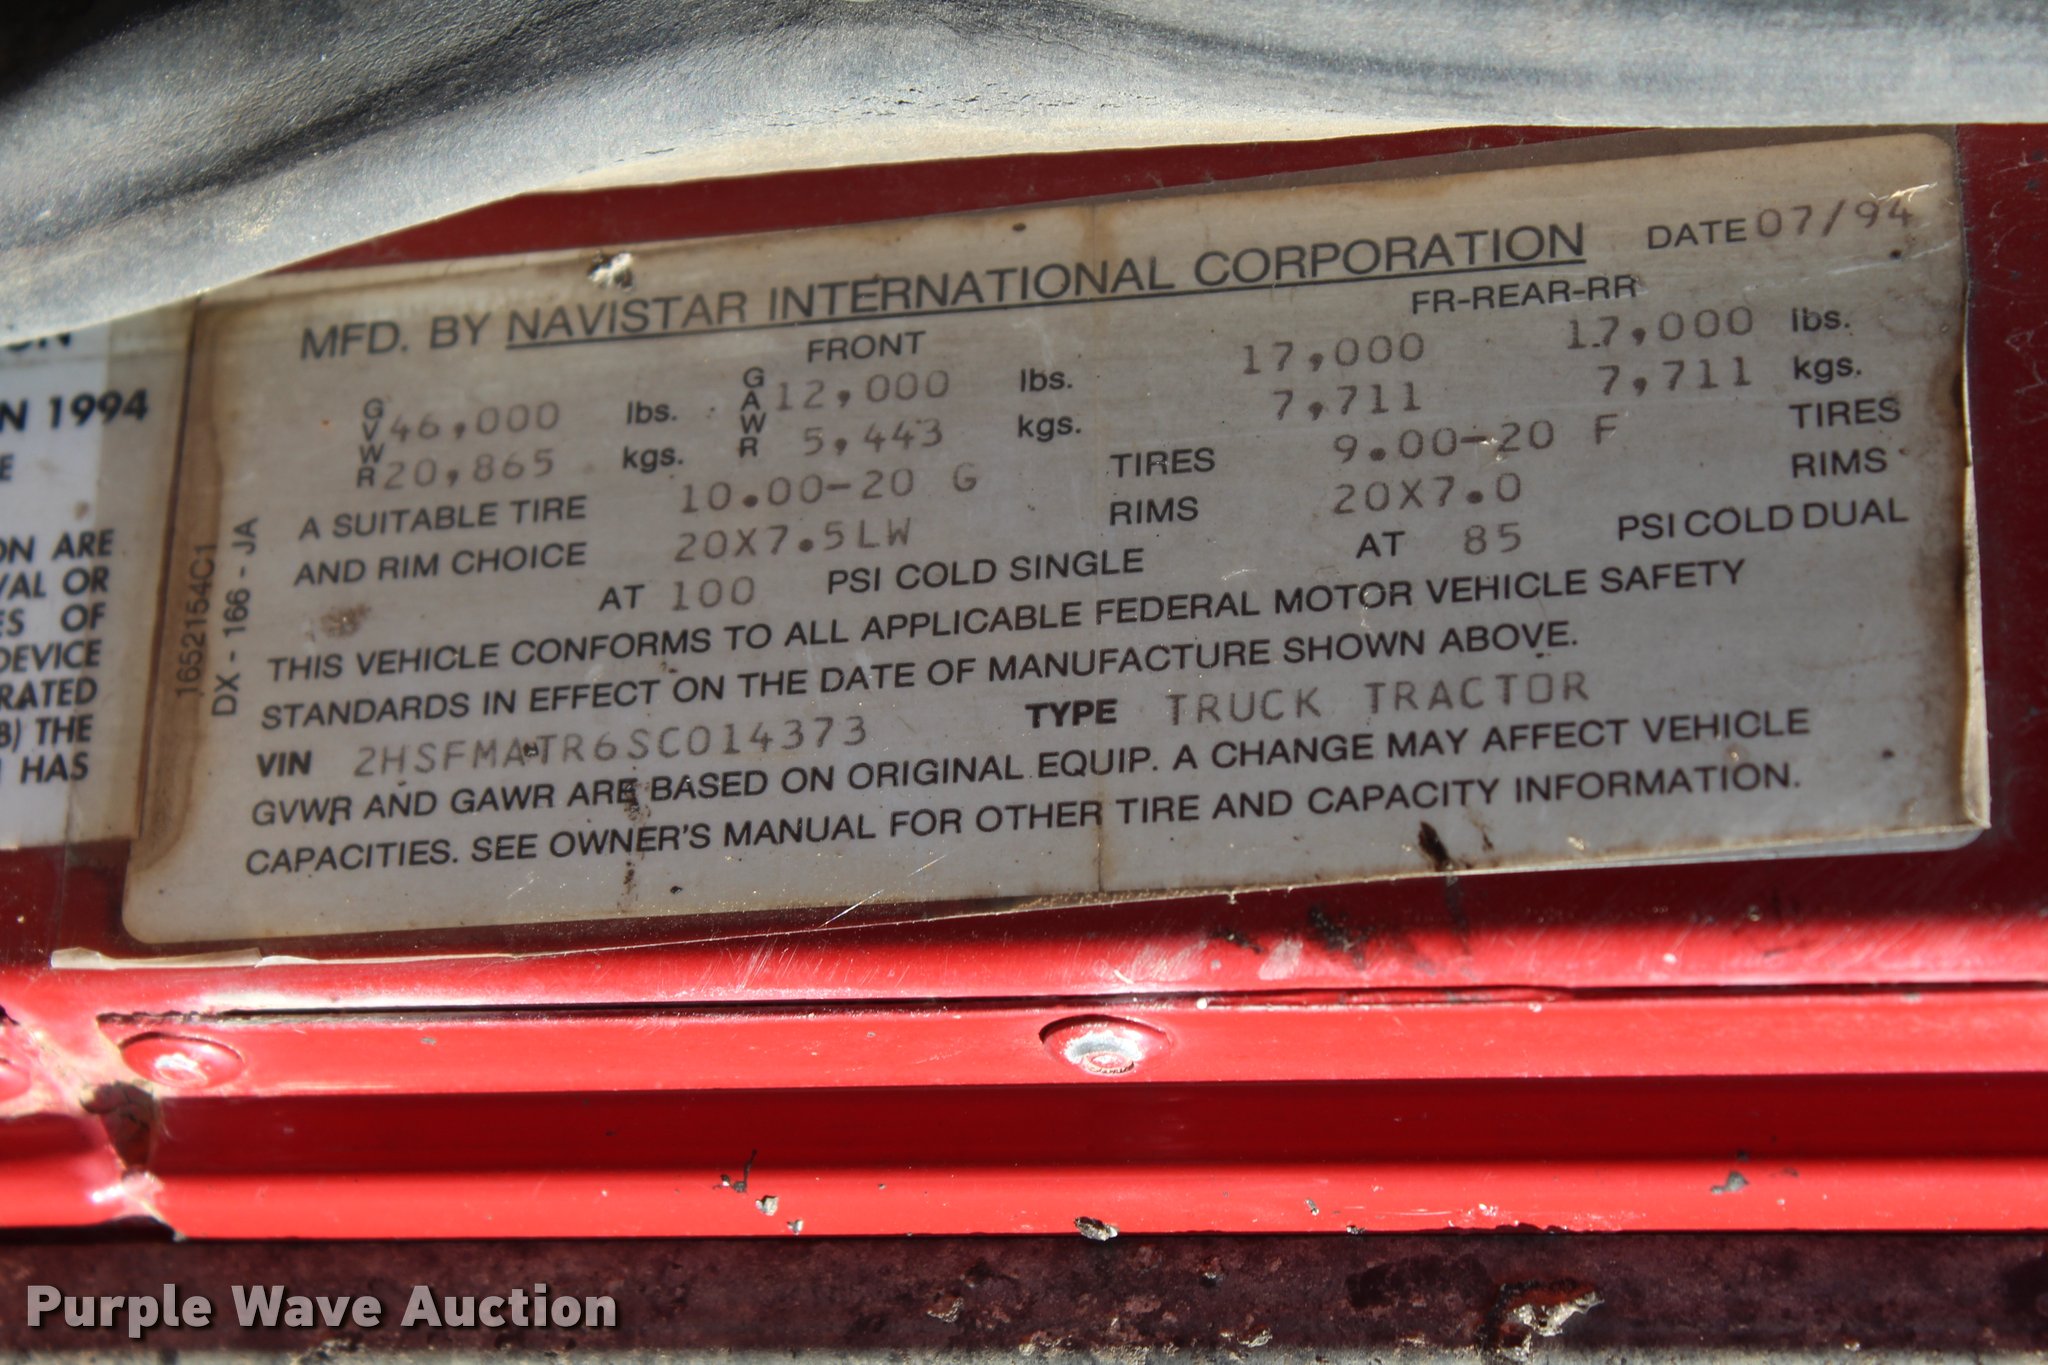 MFD. BY NAVISTAR INTERNATIONAL CORPORATION DATE 07/94
FRONT FR-REAR-RR
GVWR 46,000 lbs. GAWR 12,000 lbs. 17,000 17,000 lbs.
20,865 kgs. 5,443 kgs. 7,711 7,711 kgs.
A SUITABLE TIRE 10.00-20 G TIRES 9.00-20 F TIRES
AND RIM CHOICE 20X7.5LW RIMS 20X7.0 RIMS
AT 100 PSI COLD SINGLE AT 85 PSI COLD DUAL
THIS VEHICLE CONFORMS TO ALL APPLICABLE FEDERAL MOTOR VEHICLE SAFETY
STANDARDS IN EFFECT ON THE DATE OF MANUFACTURE SHOWN ABOVE.
VIN 2HSFMATR6SC014373 TYPE TRUCK TRACTOR
GVWR AND GAWR ARE BASED ON ORIGINAL EQUIP. A CHANGE MAY AFFECT VEHICLE
CAPACITIES. SEE OWNER'S MANUAL FOR OTHER TIRE AND CAPACITY INFORMATION.
1652154C1
DX - 166 - JA
N 1994
E
ON ARE
VAL OR
ES OF
DEVICE
RATED
B) THE
HAS
Purple Wave Auction